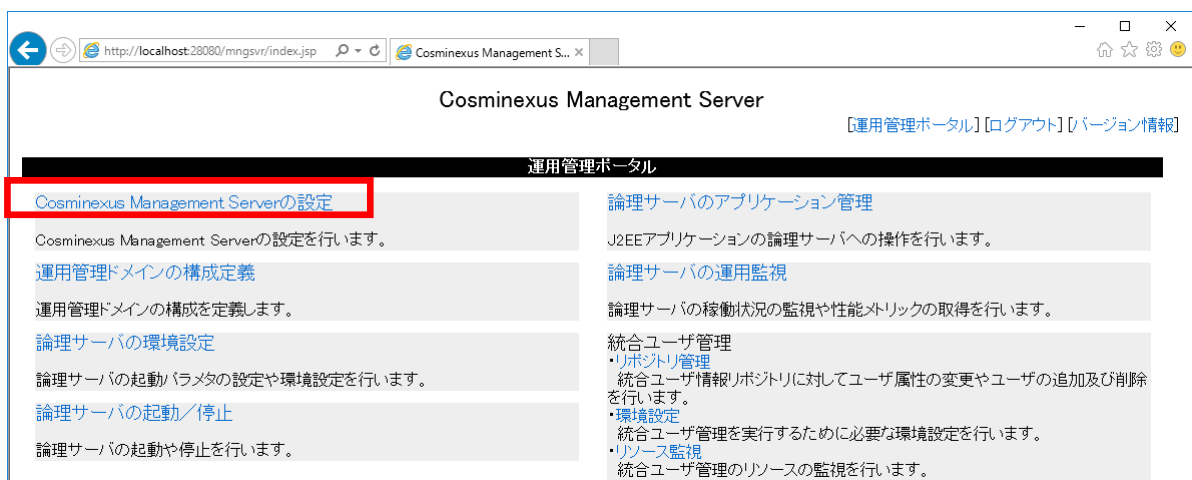 http://localhost:28080/mngsvr/index.jsp
Cosminexus Management S...
Cosminexus Management Server
[運用管理ポータル] [ログアウト] [バージョン情報]
運用管理ポータル
Cosminexus Management Serverの設定
Cosminexus Management Serverの設定を行います。
運用管理ドメインの構成定義
運用管理ドメインの構成を定義します。
論理サーバの環境設定
論理サーバの起動パラメタの設定や環境設定を行います。
論理サーバの起動／停止
論理サーバの起動や停止を行います。
論理サーバのアプリケーション管理
J2EEアプリケーションの論理サーバへの操作を行います。
論理サーバの運用監視
論理サーバの稼働状況の監視や性能メトリックの取得を行います。
統合ユーザ管理
・リポジトリ管理
統合ユーザ情報リポジトリに対してユーザ属性の変更やユーザの追加及び削除
を行います。
・環境設定
統合ユーザ管理を実行するために必要な環境設定を行います。
・リソース監視
統合ユーザ管理のリソースの監視を行います。